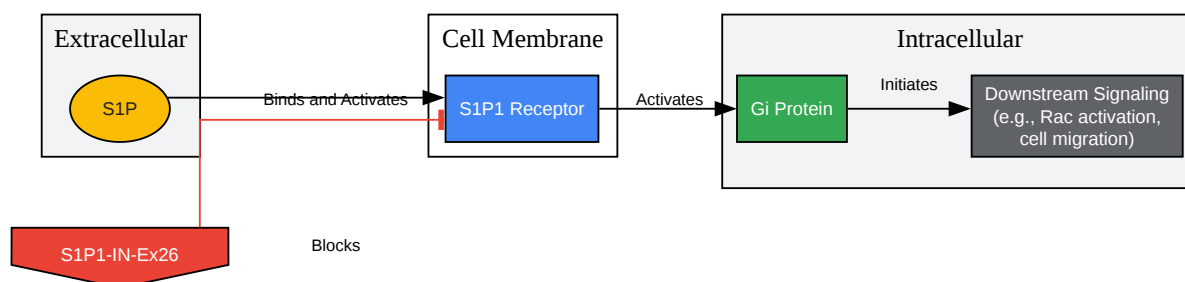 Extracellular
Cell Membrane
Intracellular
S1P
Binds and Activates
S1P1 Receptor
Activates
Gi Protein
Initiates
Downstream Signaling
(e.g., Rac activation,
cell migration)
S1P1-IN-Ex26
Blocks